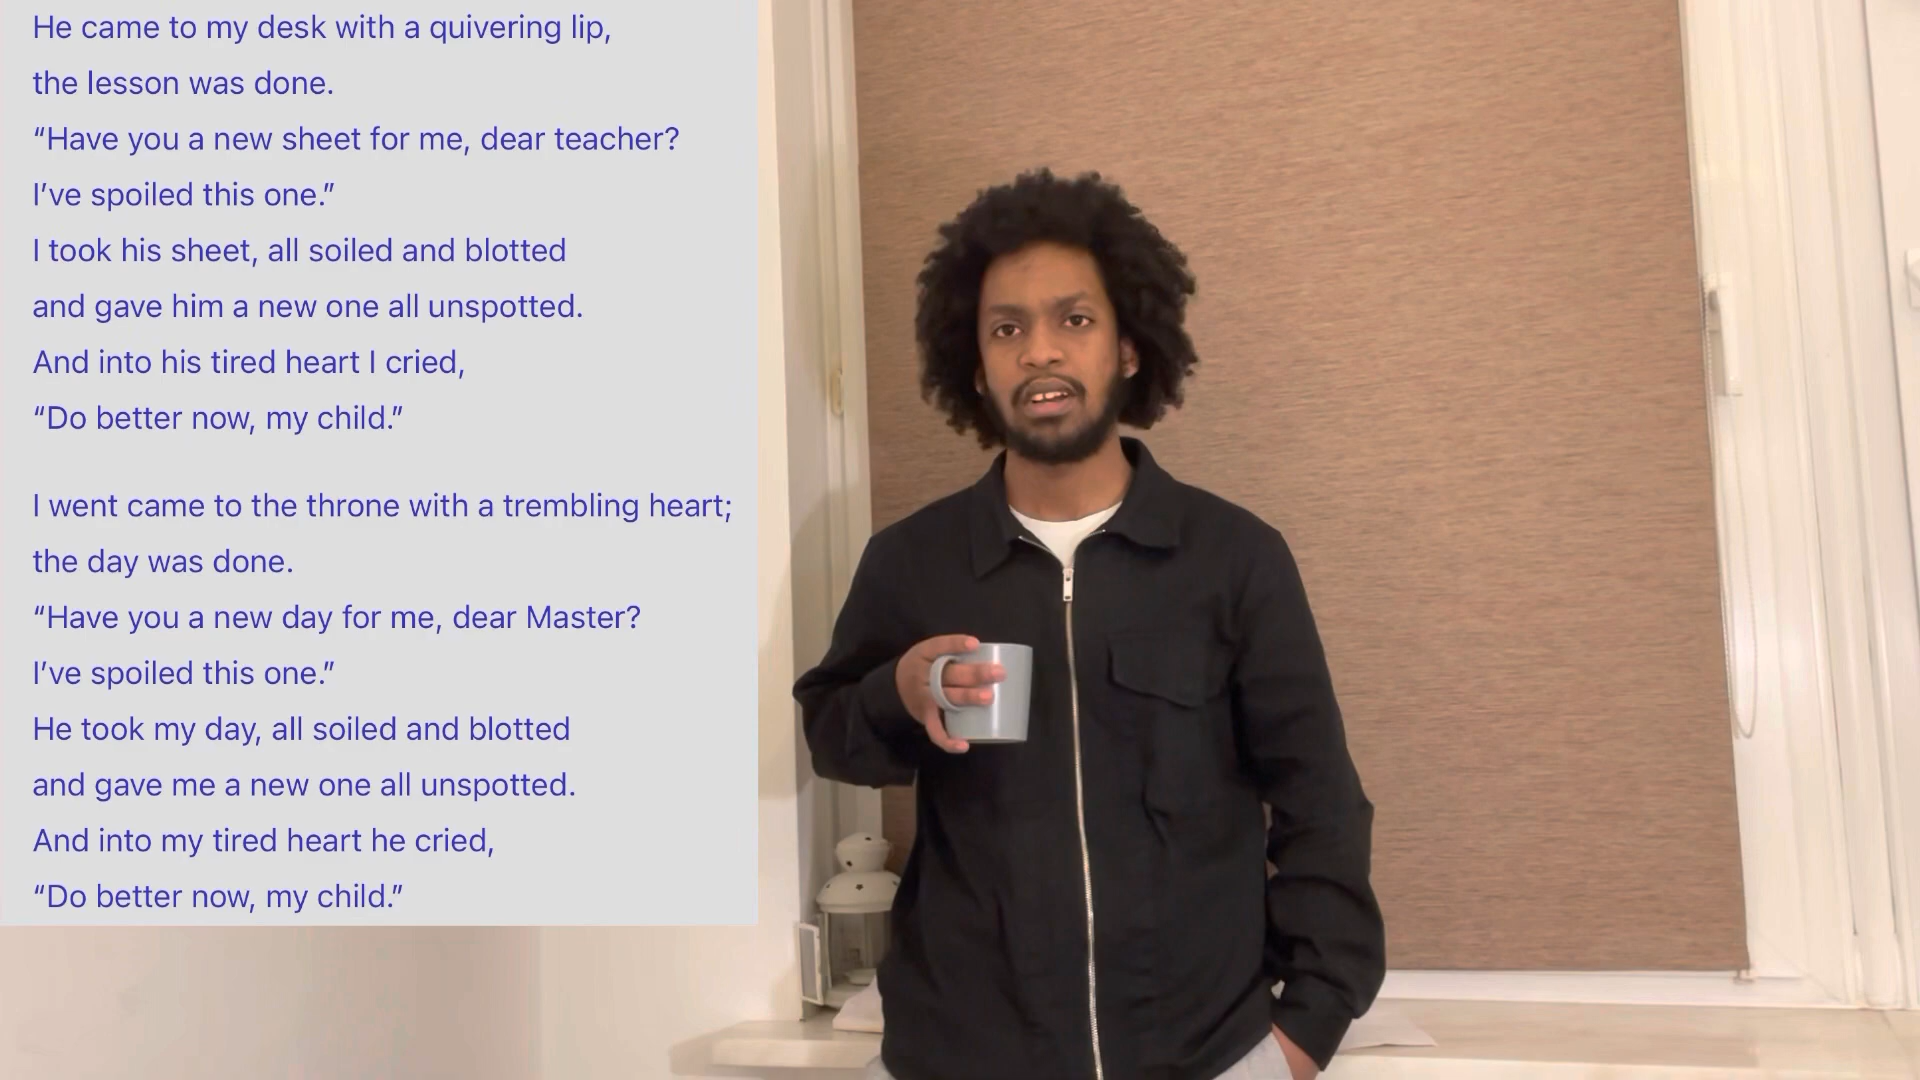 He came to my desk with a quivering lip,
the lesson was done.
“Have you a new sheet for me, dear teacher?
I’ve spoiled this one.”
I took his sheet, all soiled and blotted
and gave him a new one all unspotted.
And into his tired heart I cried,
“Do better now, my child.”
I went came to the throne with a trembling heart;
the day was done.
“Have you a new day for me, dear Master?
I’ve spoiled this one.”
He took my day, all soiled and blotted
and gave me a new one all unspotted.
And into my tired heart he cried,
“Do better now, my child.”